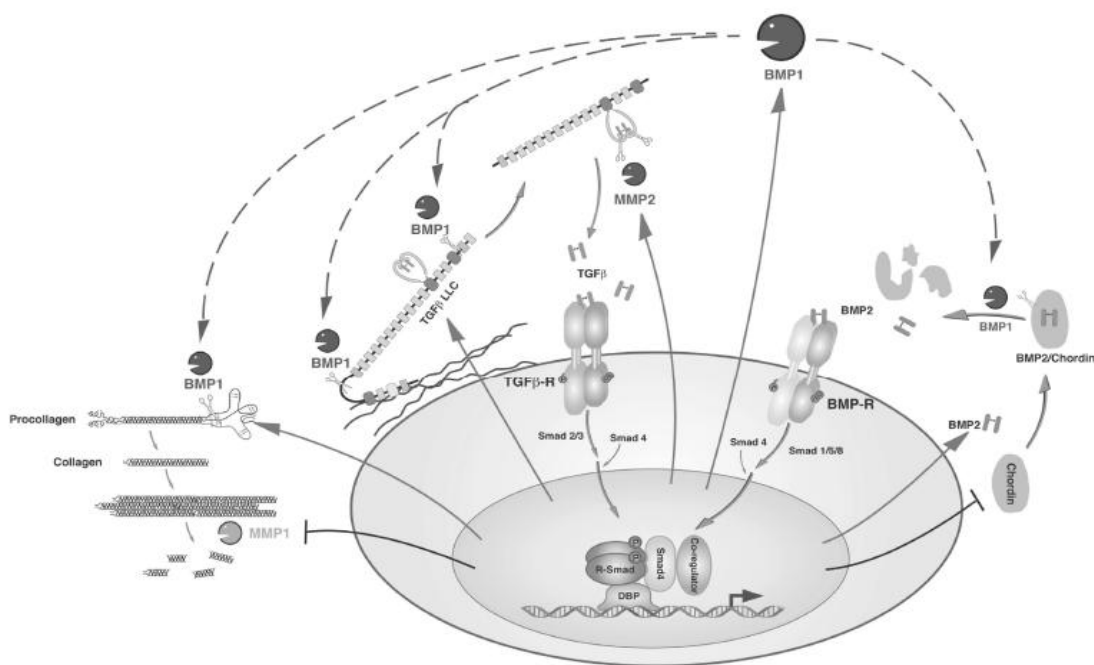 BMP1
BMP1
MMP2
TGFβ
TGFβ LLC
BMP1
BMP2
BMP1
BMP2/Chordin
BMP1
TGFβ-R
BMP-R
Procollagen
BMP2
Smad 2/3
Smad 4
Smad 4
Smad 1/5/8
Collagen
Chordin
MMP1
R-Smad
Smad4
Co-regulator
DBP